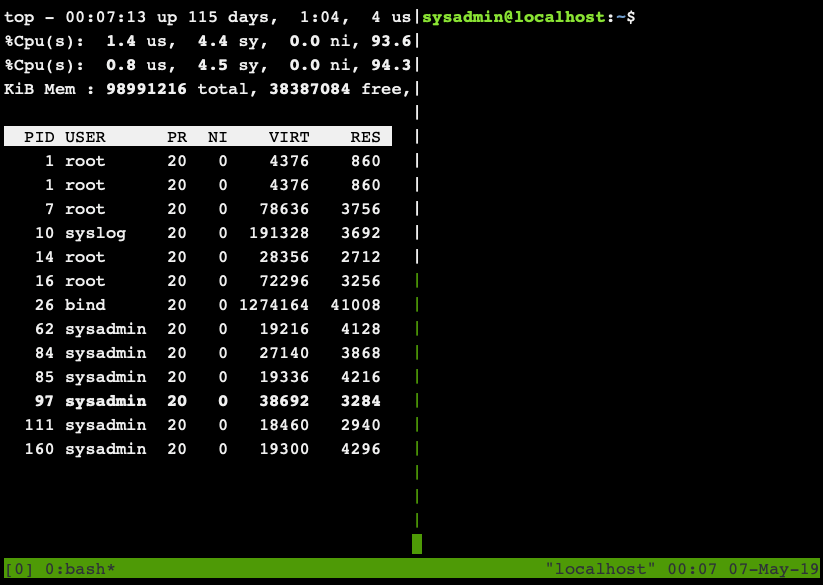 top - 00:07:13 up 115 days,  1:04,  4 us
%Cpu(s):  1.4 us,  4.4 sy,  0.0 ni, 93.6
%Cpu(s):  0.8 us,  4.5 sy,  0.0 ni, 94.3
KiB Mem : 98991216 total, 38387084 free,
  PID USER      PR  NI    VIRT    RES
    1 root      20   0    4376    860
    1 root      20   0    4376    860
    7 root      20   0   78636   3756
   10 syslog    20   0  191328   3692
   14 root      20   0   28356   2712
   16 root      20   0   72296   3256
   26 bind      20   0 1274164  41008
   62 sysadmin  20   0   19216   4128
   84 sysadmin  20   0   27140   3868
   85 sysadmin  20   0   19336   4216
   97 sysadmin  20   0   38692   3284
  111 sysadmin  20   0   18460   2940
  160 sysadmin  20   0   19300   4296
sysadmin@localhost:~$
[0] 0:bash* "localhost" 00:07 07-May-19